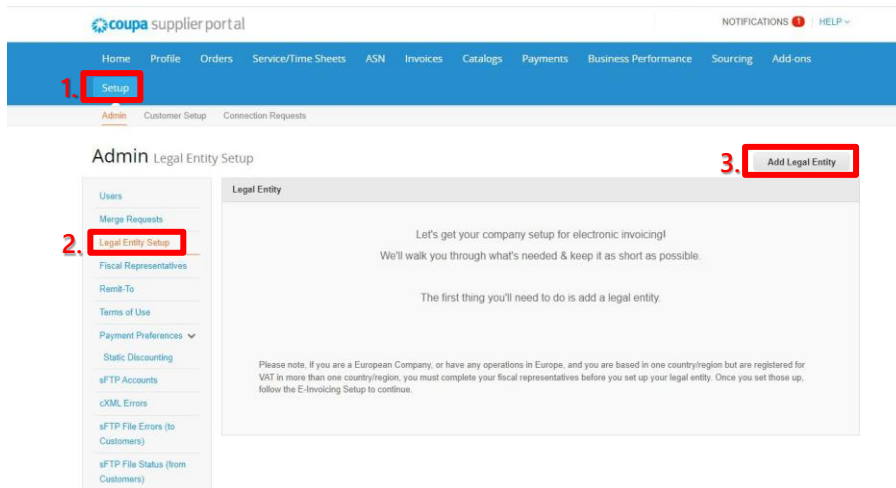 coupa supplier portal
NOTIFICATIONS 1 HELP
Home Profile Orders Service/Time Sheets ASN Invoices Catalogs Payments Business Performance Sourcing Add-ons
1. Setup
Admin Customer Setup Connection Requests
Admin Legal Entity Setup
3. Add Legal Entity
Users
Merge Requests
2. Legal Entity Setup
Fiscal Representatives
Remit-To
Terms of Use
Payment Preferences
Static Discounting
sFTP Accounts
cXML Errors
sFTP File Errors (to
Customers)
sFTP File Status (from
Customers)
Legal Entity
Let's get your company setup for electronic invoicing!
We'll walk you through what's needed & keep it as short as possible.
The first thing you'll need to do is add a legal entity.
Please note, if you are a European Company, or have any operations in Europe, and you are based in one country/region but are registered for
VAT in more than one country/region, you must complete your fiscal representatives before you set up your legal entity. Once you set those up,
follow the E-Invoicing Setup to continue.